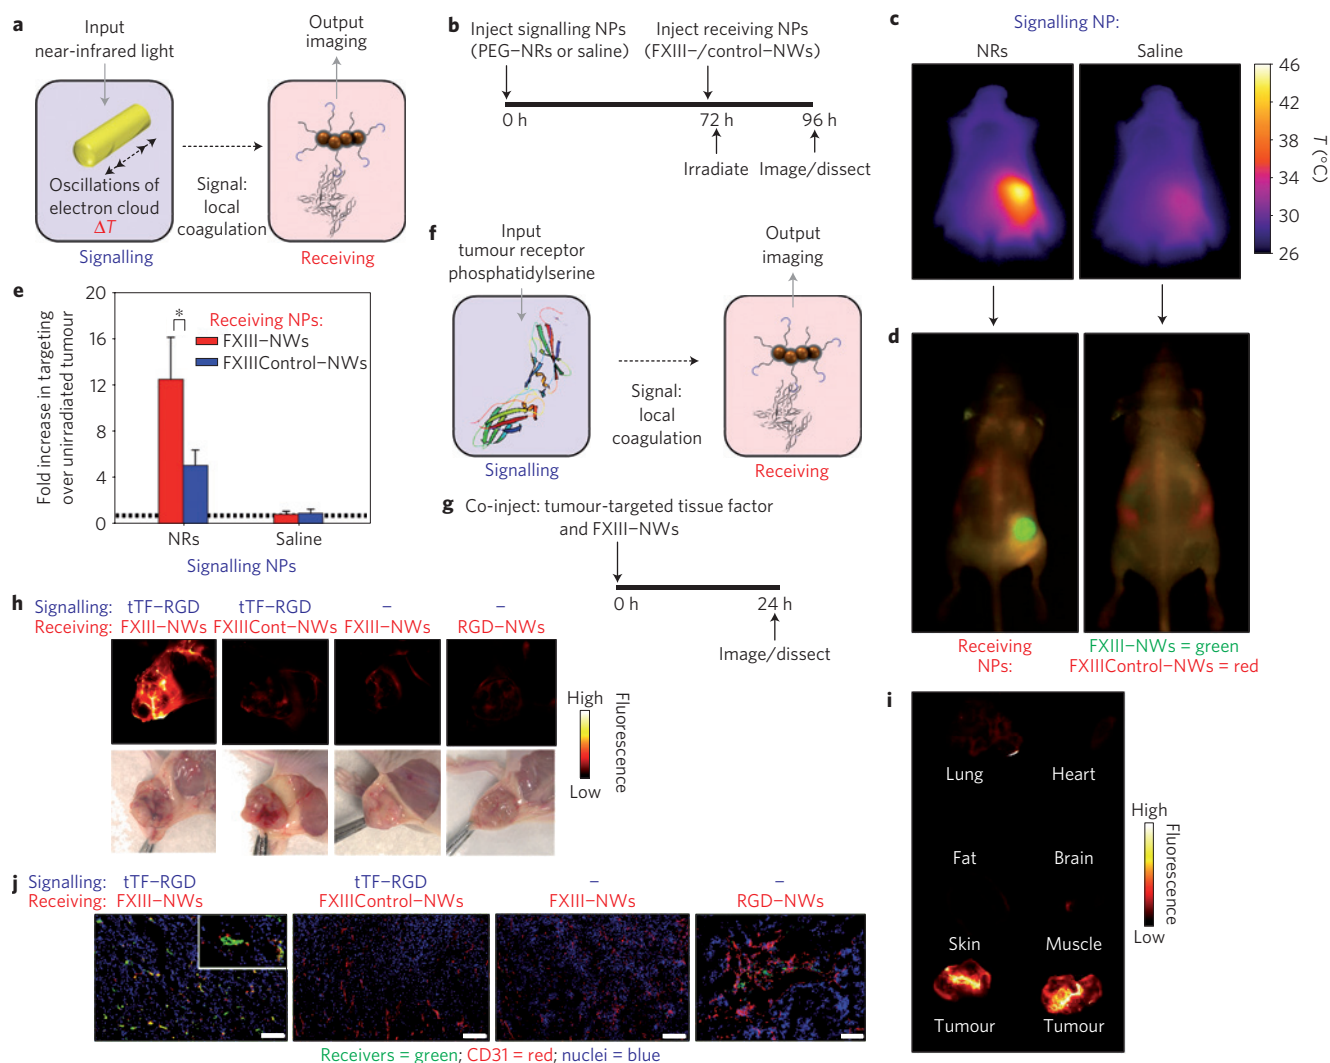 a
Input
near-infrared light
Output
imaging
Oscillations of
electron cloud
ΔT
Signal:
local
coagulation
Signalling
Receiving
b
Inject signalling NPs
(PEG–NRs or saline)
Inject receiving NPs
(FXIII–/control–NWs)
0 h
72 h
96 h
Irradiate
Image/dissect
c
Signalling NP:
NRs
Saline
46
42
38
34
30
26
T (°C)
d
Receiving
NPs:
FXIII–NWs = green
FXIIIControl–NWs = red
e
20
16
12
8
4
0
Fold increase in targeting
over unirradiated tumour
*
Receiving NPs:
FXIII–NWs
FXIIIControl–NWs
NRs
Saline
Signalling NPs
f
Input
tumour receptor
phosphatidylserine
Output
imaging
Signal:
local
coagulation
Signalling
Receiving
g
Co-inject: tumour-targeted tissue factor
and FXIII–NWs
0 h
24 h
Image/dissect
h
Signalling: tTF–RGD tTF–RGD – –
Receiving: FXIII–NWs FXIIICont–NWs FXIII–NWs RGD–NWs
High
Fluorescence
Low
i
Lung Heart
Fat Brain
Skin Muscle
Tumour Tumour
High
Fluorescence
Low
j
Signalling: tTF–RGD tTF–RGD – –
Receiving: FXIII–NWs FXIIIControl–NWs FXIII–NWs RGD–NWs
Receivers = green; CD31 = red; nuclei = blue